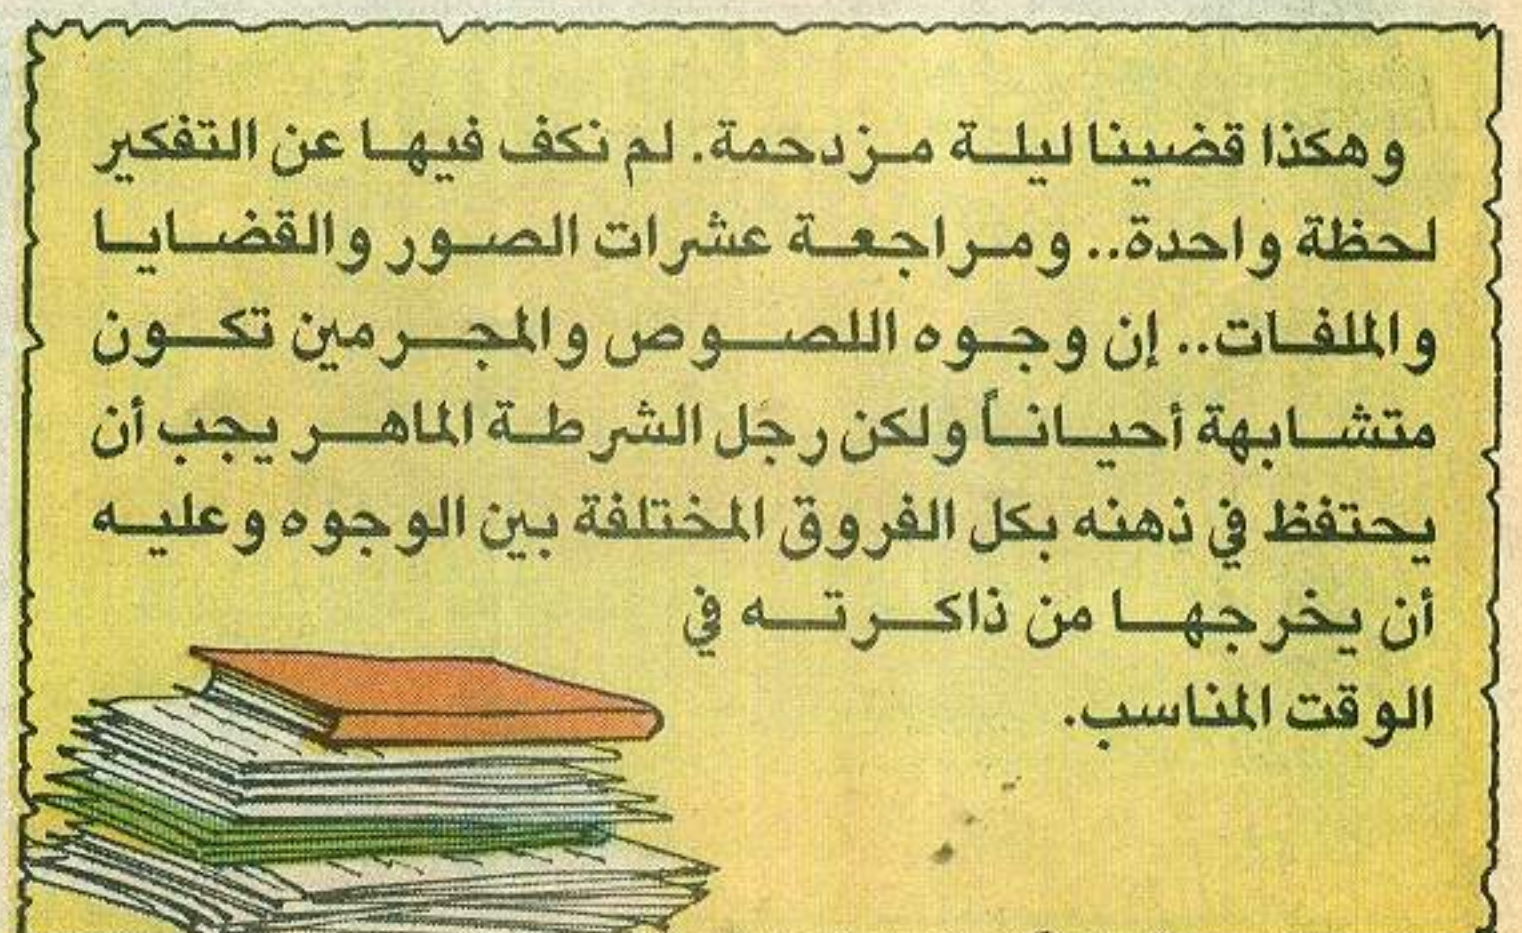 وهكذا قضينا ليلة مزدحمة. لم نكف فيها عن التفكير
لحظة واحدة.. ومراجعة عشرات الصور والقضايا
والملفات.. إن وجوه اللصوص والمجرمين تكون
متشابهة أحياناً ولكن رجل الشرطة الماهر يجب أن
يحتفظ في ذهنه بكل الفروق المختلفة بين الوجوه وعليه
أن يخرجها من ذاكرته في
الوقت المناسب.